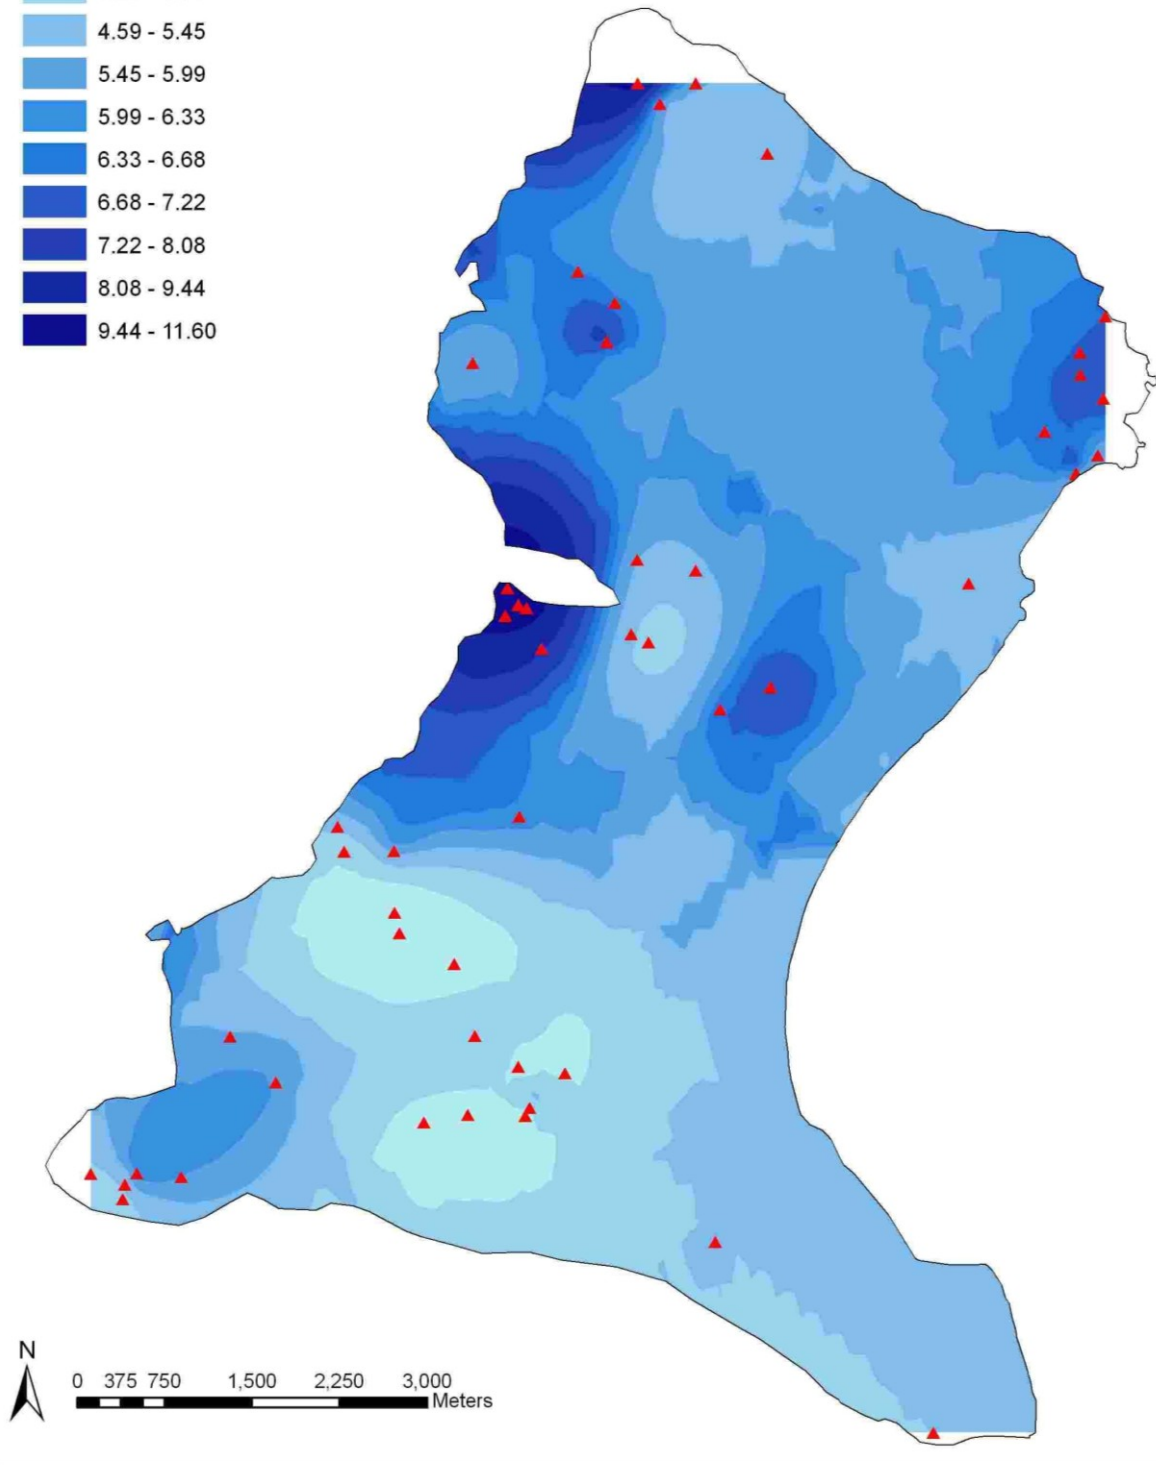 4.59 - 5.45
5.45 - 5.99
5.99 - 6.33
6.33 - 6.68
6.68 - 7.22
7.22 - 8.08
8.08 - 9.44
9.44 - 11.60
N
0 375 750 1,500 2,250 3,000
Meters